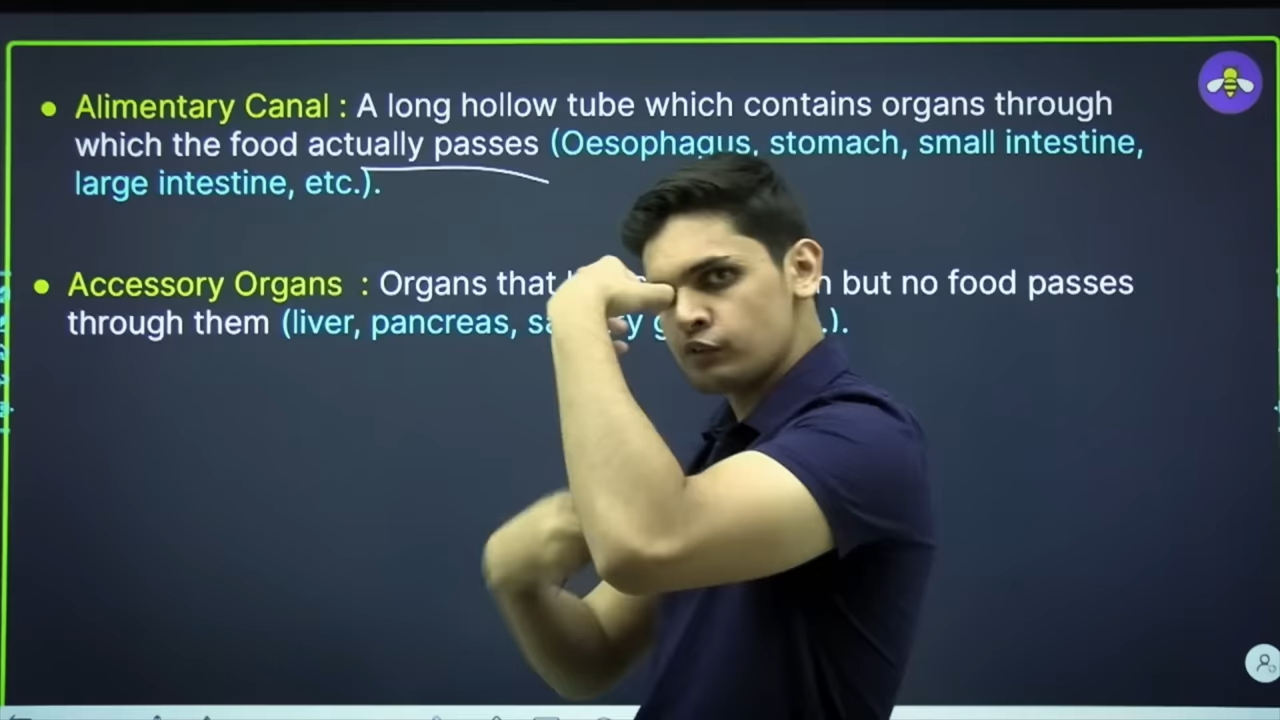 ● Alimentary Canal : A long hollow tube which contains organs through
which the food actually passes (Oesophagus, stomach, small intestine,
large intestine, etc.).
● Accessory Organs : Organs that but no food passes
through them (liver, pancreas, .).